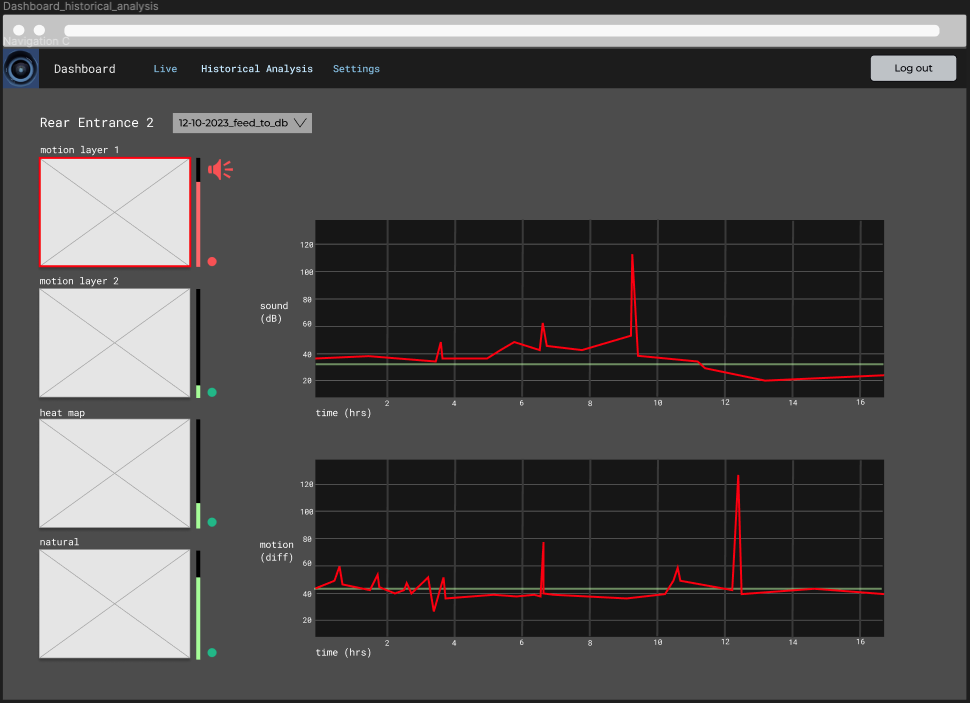 Dashboard_historical_analysis
Navigation C
Dashboard Live Historical Analysis Settings Log out
Rear Entrance 2 12-10-2023_feed_to_db
motion layer 1
motion layer 2
heat map
natural
sound
(dB)
120
100
80
60
40
20
2 4 6 8 10 12 14 16
time (hrs)
motion
(diff)
120
100
80
60
40
20
2 4 6 8 10 12 14 16
time (hrs)